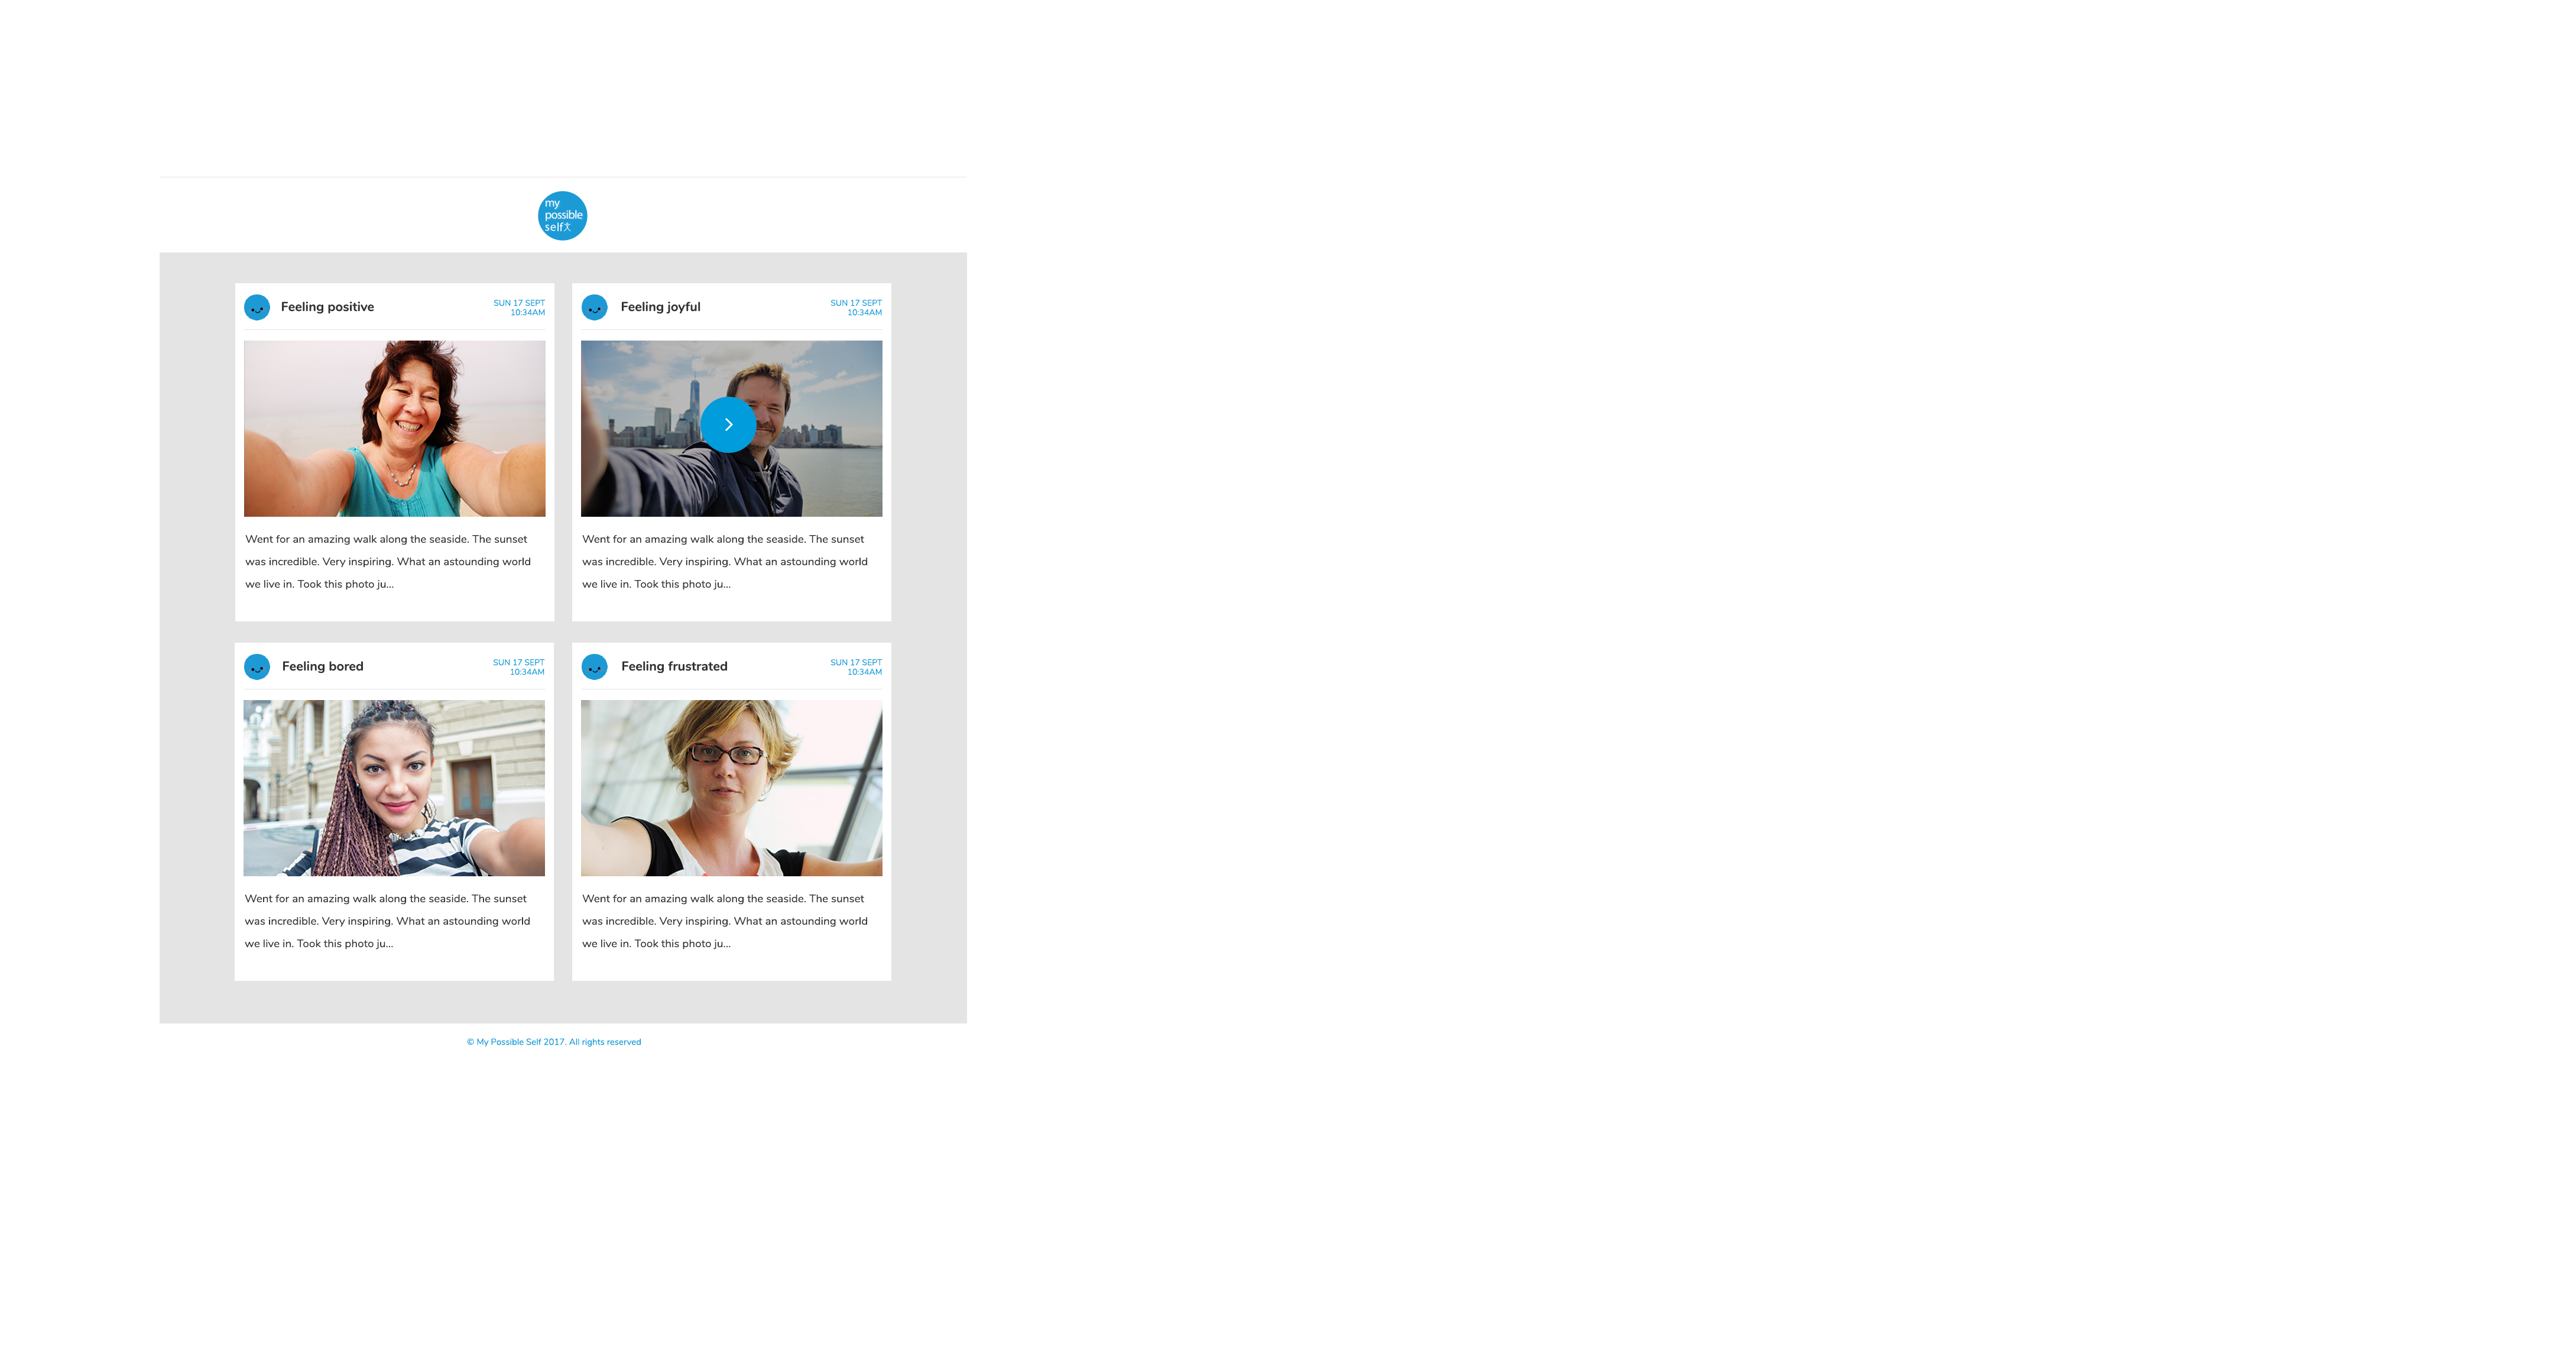 my
possible
self
Feeling positive
SUN 17 SEPT
10:34AM
Went for an amazing walk along the seaside. The sunset
was incredible. Very inspiring. What an astounding world
we live in. Took this photo ju...
Feeling joyful
SUN 17 SEPT
10:34AM
Went for an amazing walk along the seaside. The sunset
was incredible. Very inspiring. What an astounding world
we live in. Took this photo ju...
Feeling bored
SUN 17 SEPT
10:34AM
Went for an amazing walk along the seaside. The sunset
was incredible. Very inspiring. What an astounding world
we live in. Took this photo ju...
Feeling frustrated
SUN 17 SEPT
10:34AM
Went for an amazing walk along the seaside. The sunset
was incredible. Very inspiring. What an astounding world
we live in. Took this photo ju...
© My Possible Self 2017. All rights reserved